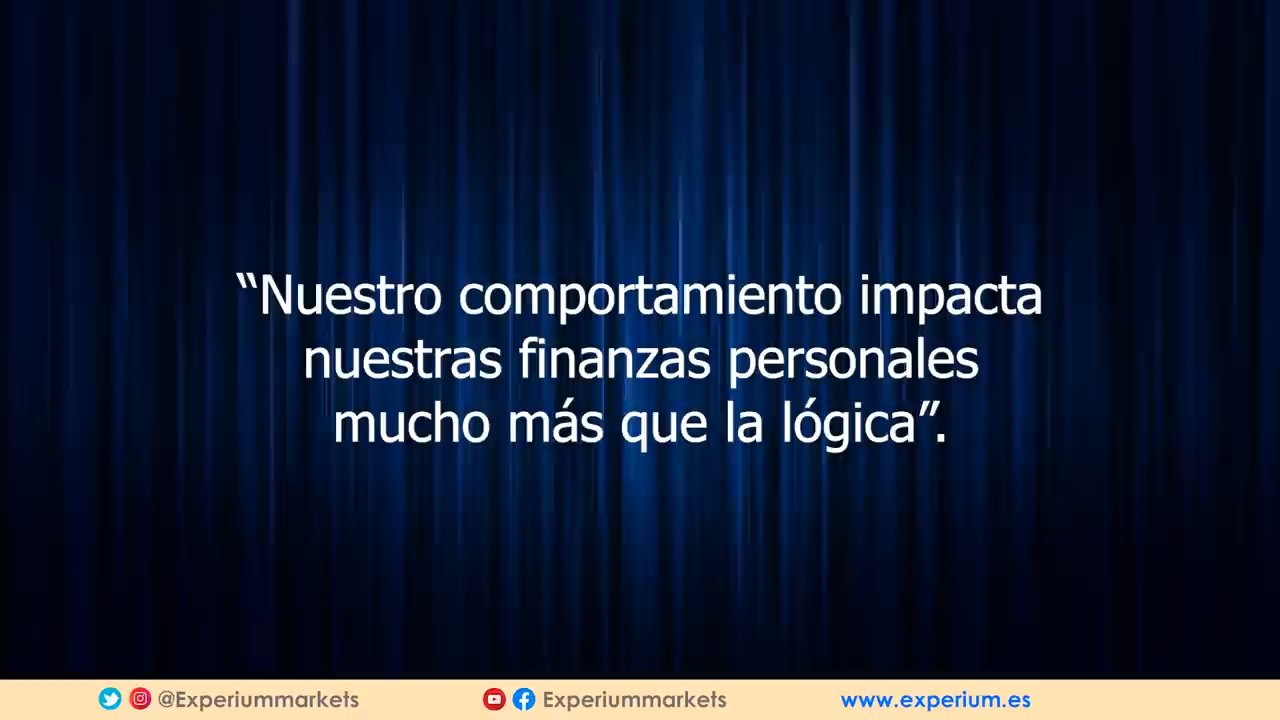 “Nuestro comportamiento impacta
nuestras finanzas personales
mucho más que la lógica”.
@Experiummarkets
Experiummarkets
www.experium.es